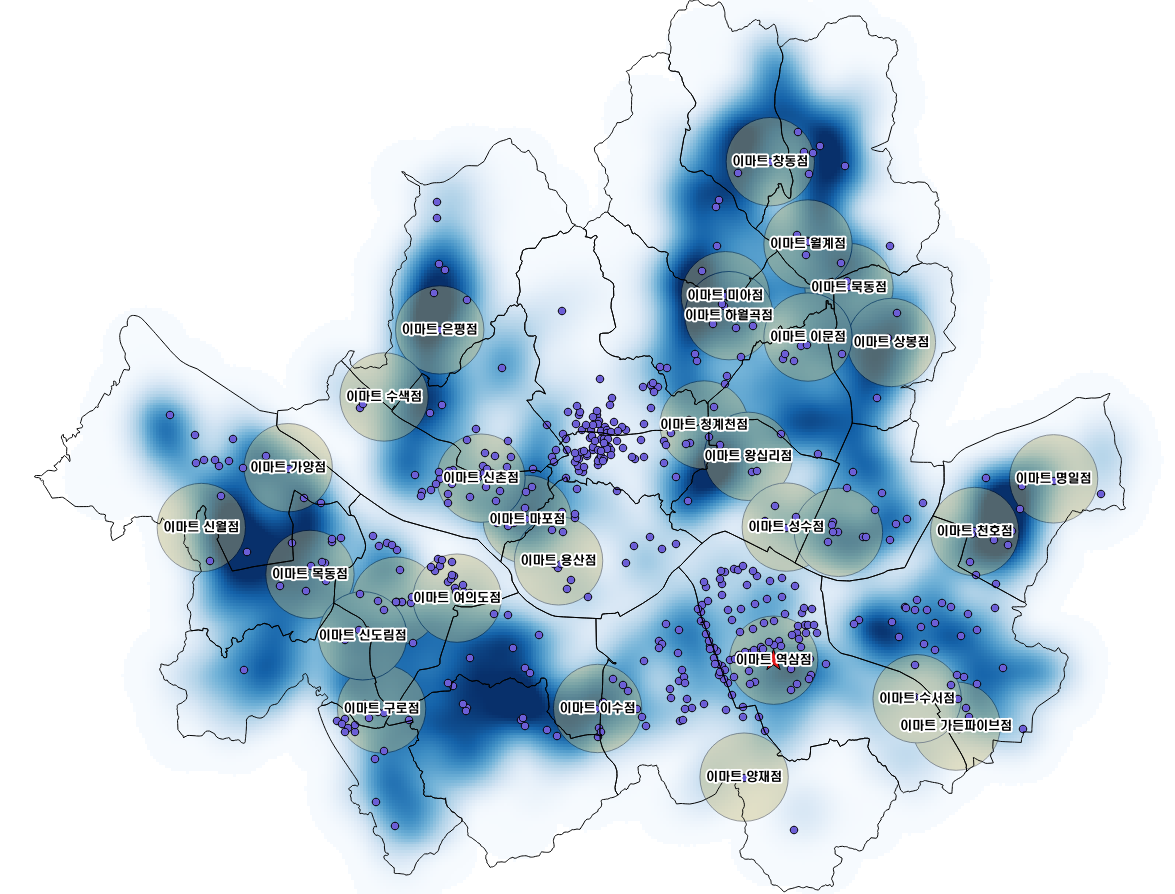 이마트 창동점
이마트 월계점
이마트 묵동점
이마트 미아점
이마트 하월곡점
이마트 이문점
이마트 상봉점
이마트 은평점
이마트 수색점
이마트 청계천점
이마트 왕십리점
이마트 가양점
이마트 신촌점
이마트 명일점
이마트 신월점
이마트 마포점
이마트 성수점
이마트 천호점
이마트 용산점
이마트 목동점
이마트 여의도점
이마트 신도림점
이마트 역삼점
이마트 구로점
이마트 이수점
이마트 수서점
이마트 가든파이브점
이마트 양재점